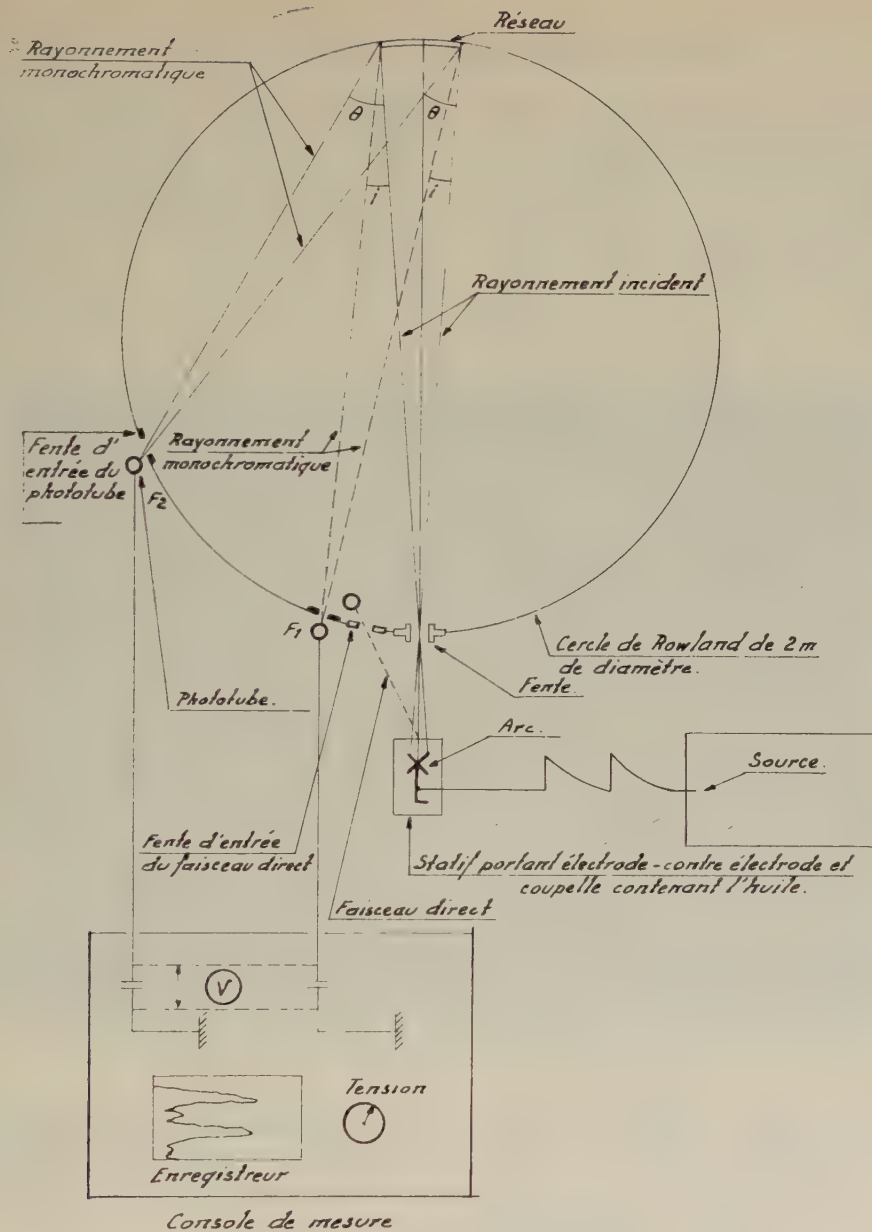 Réseau
Rayonnement
monochromatique
θ
θ
i
i
Rayonnement incident
Fente d'
entrée du
phototube
F2
Rayonnement
monochromatique
F1
Cercle de Rowland de 2m
de diamètre.
Fente.
Phototube.
Arc.
Source.
Fente d'entrée
du faisceau direct
Statif portant électrode-contre électrode et
coupelle contenant l'huile.
Faisceau direct
V
Tension
Enregistreur
Console de mesure